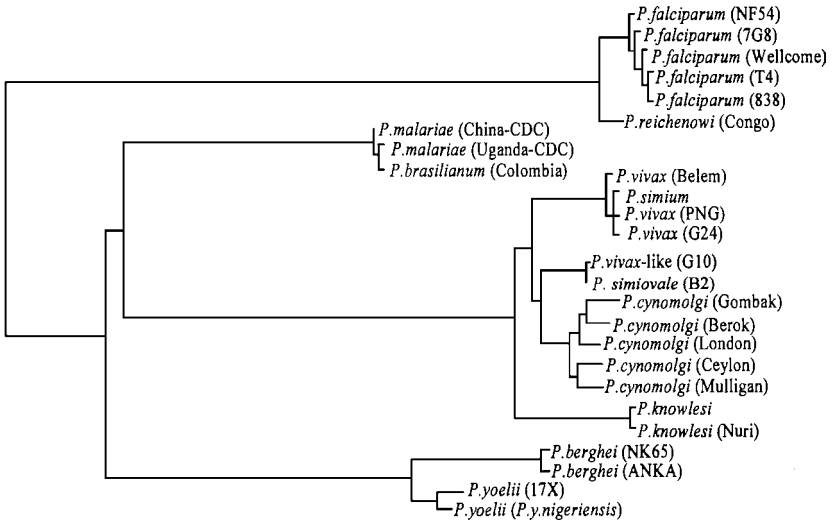 P.falciparum (NF54)
P.falciparum (7G8)
P.falciparum (Wellcome)
P.falciparum (T4)
P.falciparum (838)
P.reichenowi (Congo)
P.malariae (China-CDC)
P.malariae (Uganda-CDC)
P.brasilianum (Colombia)
P.vivax (Belem)
P.simium
P.vivax (PNG)
P.vivax (G24)
P.vivax-like (G10)
P. simiovale (B2)
P.cynomolgi (Gombak)
P.cynomolgi (Berok)
P.cynomolgi (London)
P.cynomolgi (Ceylon)
P.cynomolgi (Mulligan)
P.knowlesi
P.knowlesi (Nuri)
P.berghei (NK65)
P.berghei (ANKA)
P.yoelii (17X)
P.yoelii (P.y.nigeriensis)